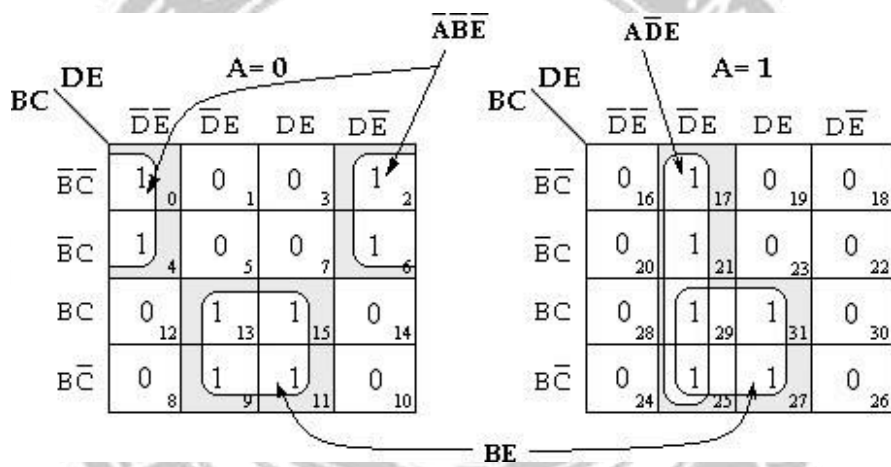 A̅B̅E̅ AD̅E
DE A= 0 DE A= 1
BC D̅E̅ D̅E DE DE̅ BC D̅E̅ D̅E DE DE̅
B̅C̅ 1 0 0 1 0 3 1 2 B̅C̅ 0 16 1 17 0 19 0 18
B̅C 1 4 0 5 0 7 1 6 B̅C 0 20 1 21 0 23 0 22
BC 0 12 1 13 1 15 0 14 BC 0 28 1 29 1 31 0 30
BC̅ 0 8 1 9 1 11 0 10 BC̅ 0 24 1 25 1 27 0 26
BE